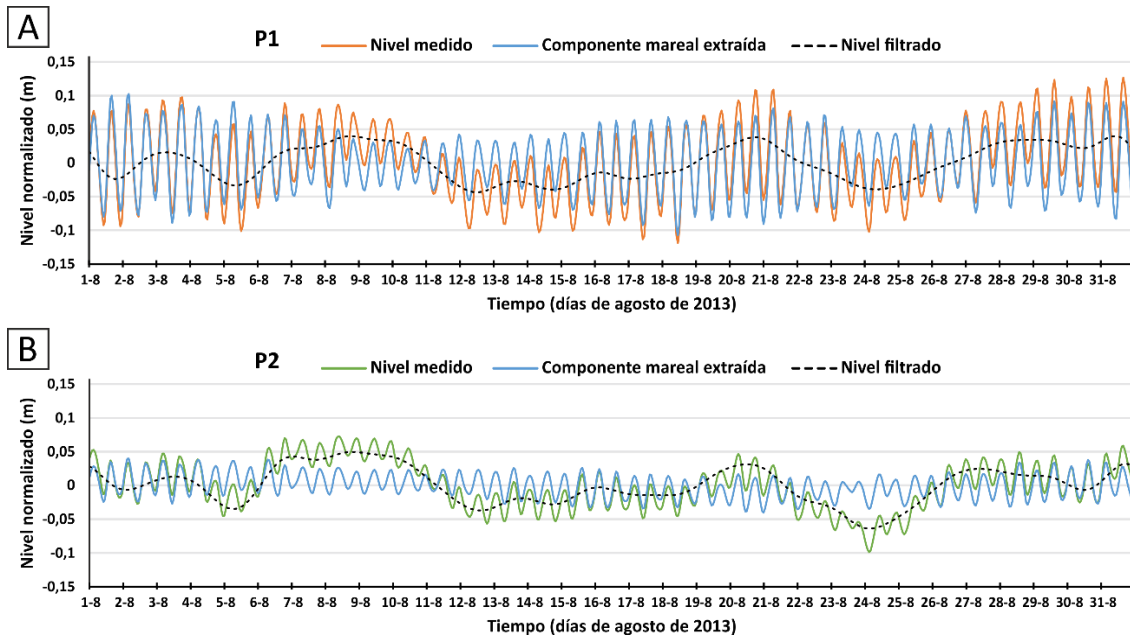 A
P1
Nivel medido Componente mareal extraída Nivel filtrado
Nivel normalizado (m)
0,15
0,1
0,05
0
-0,05
-0,1
-0,15
1-8 2-8 3-8 4-8 5-8 6-8 7-8 8-8 9-8 10-8 11-8 12-8 13-8 14-8 15-8 16-8 17-8 18-8 19-8 20-8 21-8 22-8 23-8 24-8 25-8 26-8 27-8 28-8 29-8 30-8 31-8
Tiempo (días de agosto de 2013)
B
P2
Nivel medido Componente mareal extraída Nivel filtrado
Nivel normalizado (m)
0,15
0,1
0,05
0
-0,05
-0,1
-0,15
1-8 2-8 3-8 4-8 5-8 6-8 7-8 8-8 9-8 10-8 11-8 12-8 13-8 14-8 15-8 16-8 17-8 18-8 19-8 20-8 21-8 22-8 23-8 24-8 25-8 26-8 27-8 28-8 29-8 30-8 31-8
Tiempo (días de agosto de 2013)